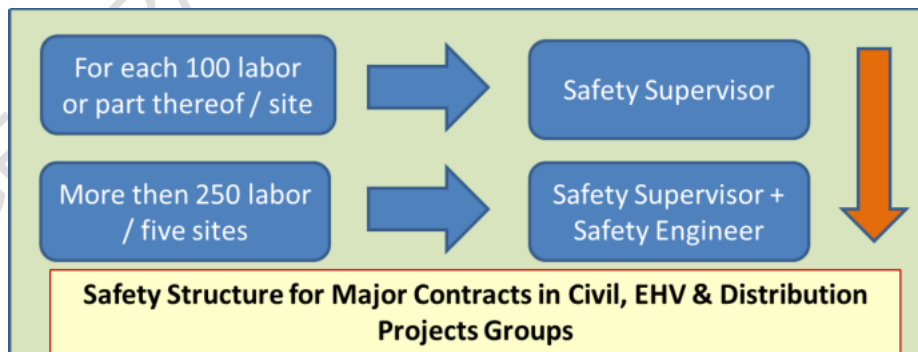 For each 100 labor
or part thereof / site
Safety Supervisor
More then 250 labor
/ five sites
Safety Supervisor +
Safety Engineer
Safety Structure for Major Contracts in Civil, EHV & Distribution
Projects Groups